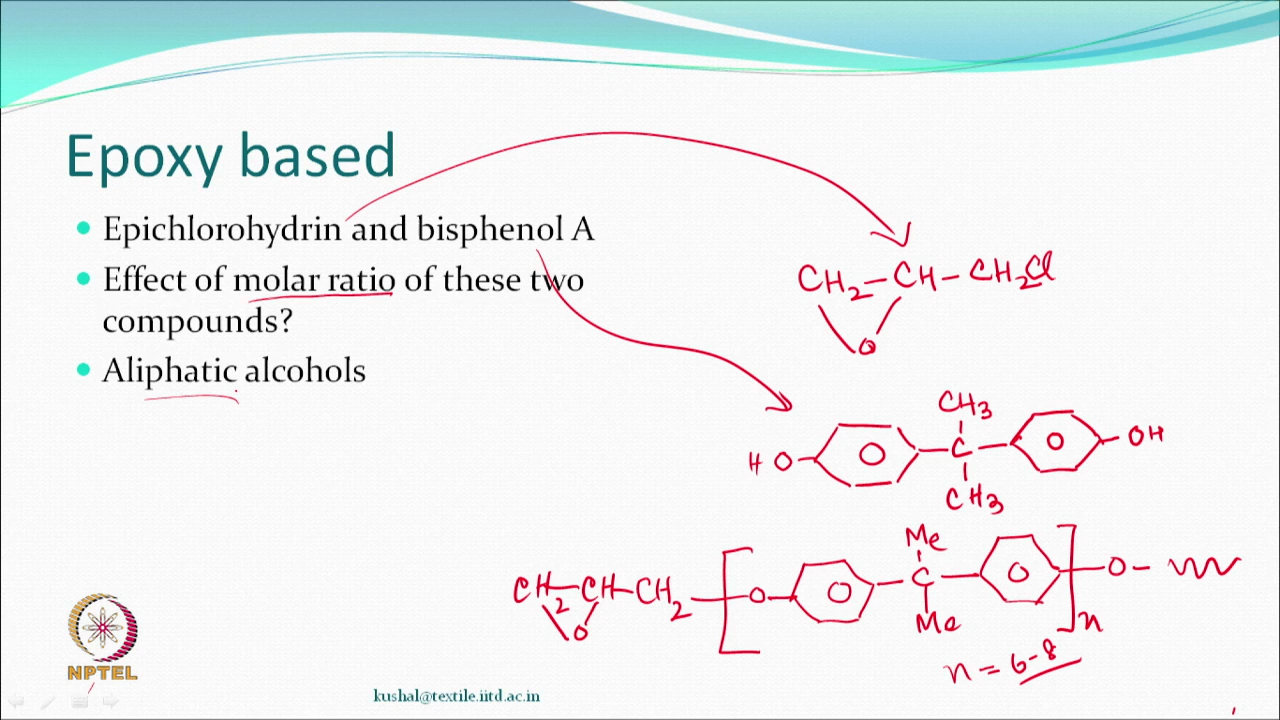 Epoxy based
Epichlorohydrin and bisphenol A
Effect of molar ratio of these two
compounds?
Aliphatic alcohols
CH2-CH-CH2Cl
O
CH3
HO O C O OH
CH3
Me
CH2-CH-CH2 [O O C O]n O
O
Me
n = 6-8
NPTEL
kushal@textile.iitd.ac.in